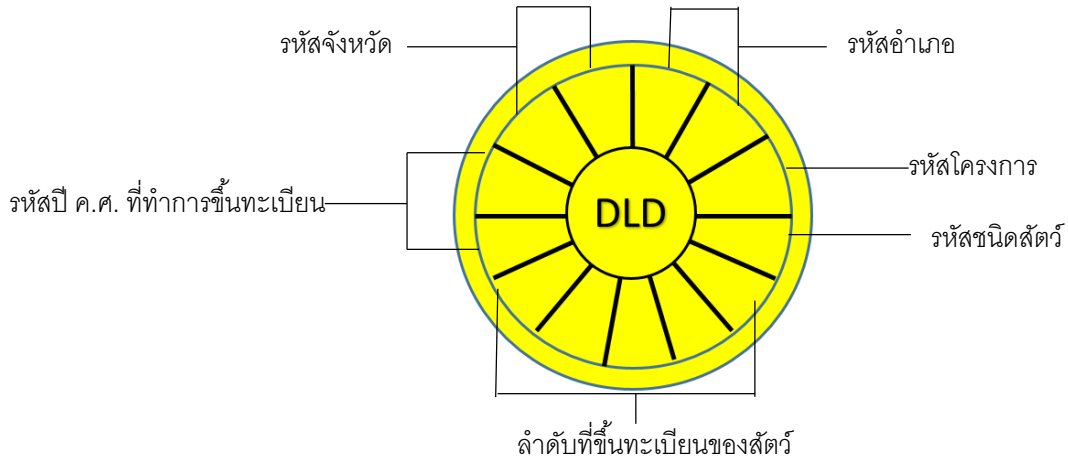 รหัสจังหวัด
รหัสอำเภอ
รหัสโครงการ
รหัสปี ค.ศ. ที่ทำการขึ้นทะเบียน
DLD
รหัสชนิดสัตว์
ลำดับที่ขึ้นทะเบียนของสัตว์